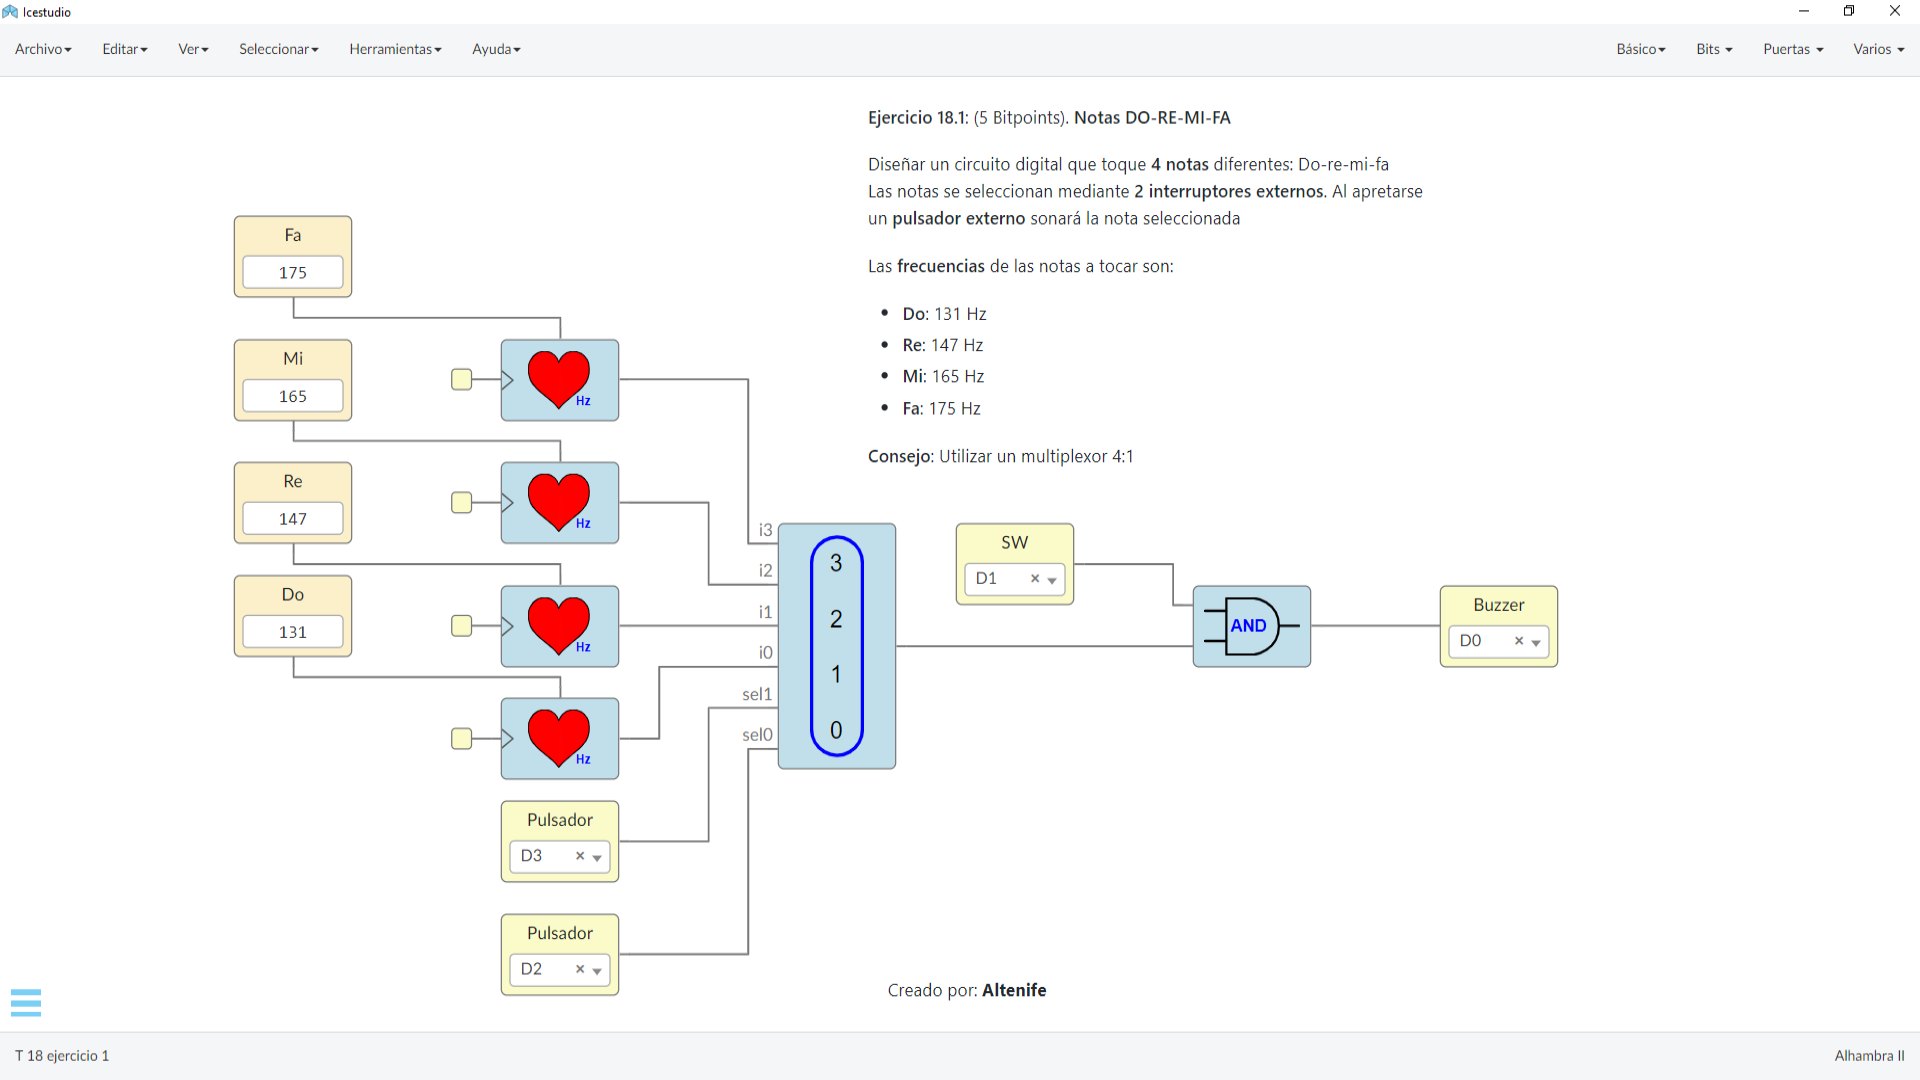 Icestudio
Archivo Editar Ver Seleccionar Herramientas Ayuda Básico Bits Puertas Varios
Ejercicio 18.1: (5 Bitpoints). Notas DO-RE-MI-FA
Diseñar un circuito digital que toque 4 notas diferentes: Do-re-mi-fa
Las notas se seleccionan mediante 2 interruptores externos. Al apretarse
un pulsador externo sonará la nota seleccionada
Las frecuencias de las notas a tocar son:
Do: 131 Hz
Re: 147 Hz
Mi: 165 Hz
Fa: 175 Hz
Consejo: Utilizar un multiplexor 4:1
Fa
175
Hz
Mi
165
Hz
Re
147
Hz
Do
131
Hz
i3
i2
i1
i0
sel1
sel0
3
2
1
0
SW
D1 ×
AND
Buzzer
D0 ×
Pulsador
D3 ×
Pulsador
D2 ×
Creado por: Altenife
T 18 ejercicio 1
Alhambra II